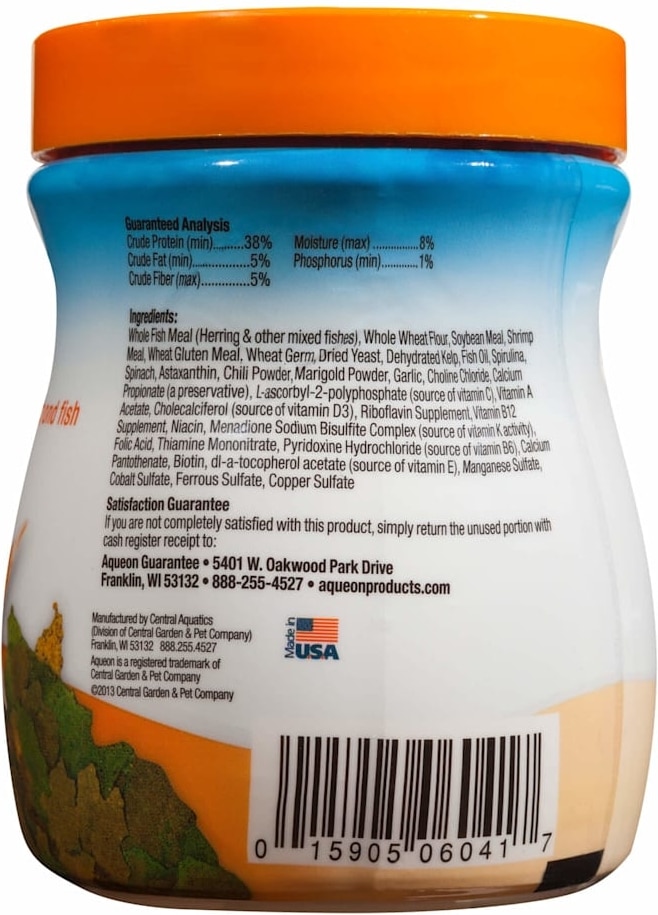 Guaranteed Analysis
Crude Protein (min)..........38% Moisture (max) ...............8%
Crude Fat (min)...................5% Phosphorus (min)............1%
Crude Fiber (max)...............5%
Ingredients:
Whole Fish Meal (Herring & other mixed fishes), Whole Wheat Flour, Soybean Meal, Shrimp
Meal, Wheat Gluten Meal, Wheat Germ, Dried Yeast, Dehydrated Kelp, Fish Oil, Spirulina,
Spinach, Astaxanthin, Chili Powder, Marigold Powder, Garlic, Choline Chloride, Calcium
Propionate (a preservative), L-ascorbyl-2-polyphosphate (source of vitamin C), Vitamin A
Acetate, Cholecalciferol (source of vitamin D3), Riboflavin Supplement, Vitamin B12
Supplement, Niacin, Menadione Sodium Bisulfite Complex (source of vitamin K activity),
Folic Acid, Thiamine Mononitrate, Pyridoxine Hydrochloride (source of vitamin B6), Calcium
Pantothenate, Biotin, dl-a-tocopherol acetate (source of vitamin E), Manganese Sulfate,
Cobalt Sulfate, Ferrous Sulfate, Copper Sulfate
ond fish
Satisfaction Guarantee
If you are not completely satisfied with this product, simply return the unused portion with
cash register receipt to:
Aqueon Guarantee • 5401 W. Oakwood Park Drive
Franklin, WI 53132 • 888-255-4527 • aqueonproducts.com
Manufactured by Central Aquatics
(Division of Central Garden & Pet Company)
Franklin, WI 53132 888.255.4527
Aqueon is a registered trademark of
Central Garden & Pet Company
©2013 Central Garden & Pet Company
Made in
USA
0 15905 06041 7